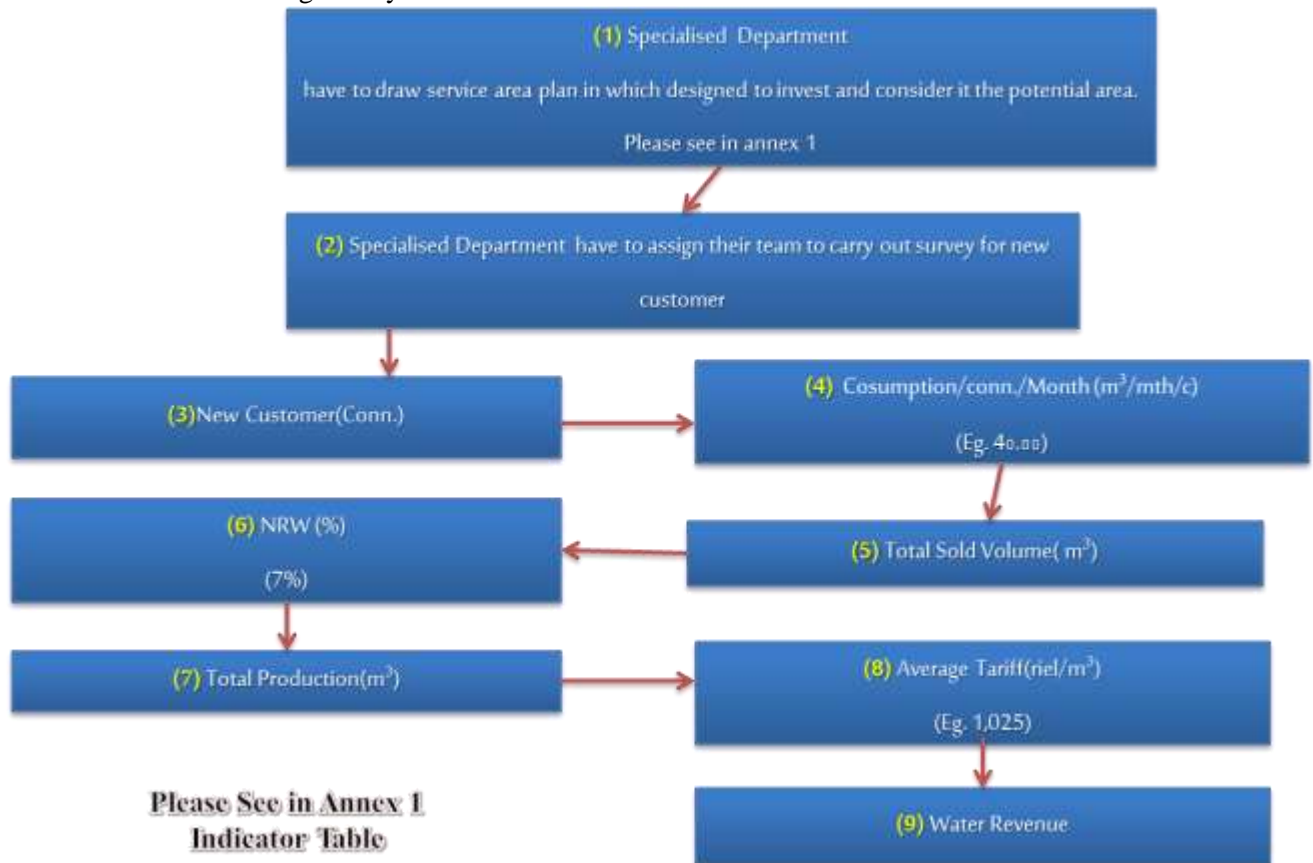 (1) Specialised Department
have to draw service area plan in which designed to invest and consider it the potential area.
Please see in annex 1
(2) Specialised Department have to assign their team to carry out survey for new
customer
(3)New Customer(Conn.)
(4) Cosumption/conn./Month (m³/mth/c)
(Eg.
(5) Total Sold Volume( m³)
(6) NRW (%)
(7%)
(7) Total Production(m³)
(8) Average Tariff(riel/m³)
(Eg. 1,025)
(9) Water Revenue
Please See in Annex 1
Indicator Table